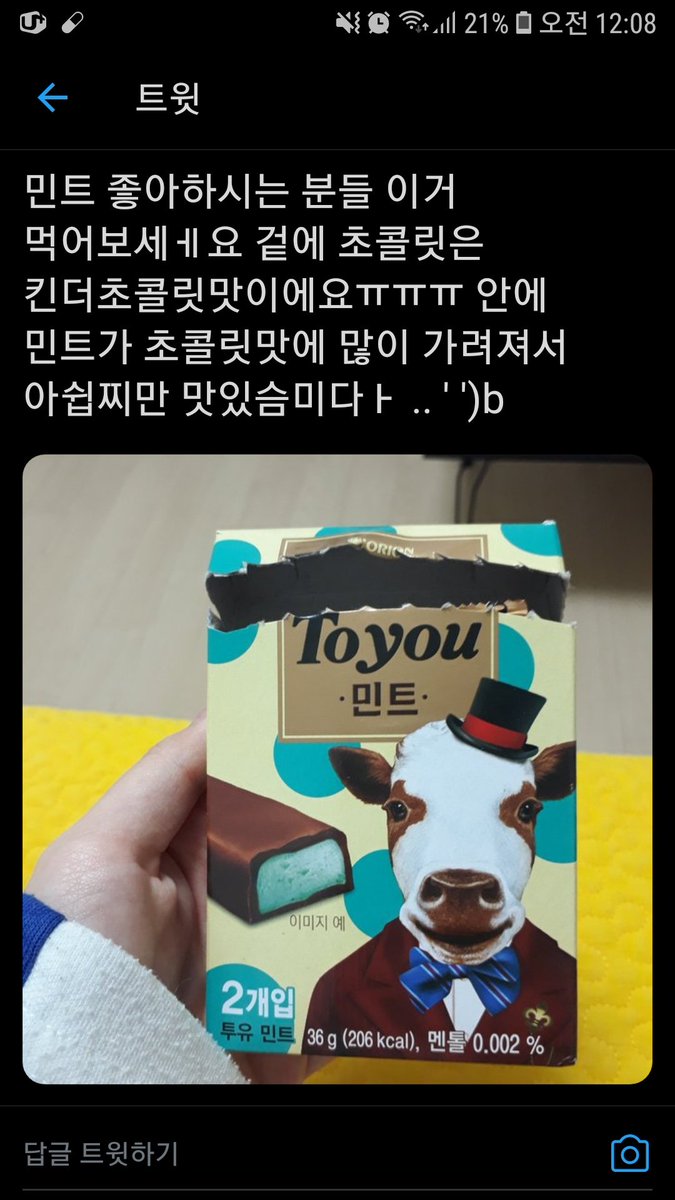 21% 오전 12:08
트윗
민트 좋아하시는 분들 이거
먹어보세ㅔ요 겉에 초콜릿은
킨더초콜릿맛이에요ㅠㅠㅠ 안에
민트가 초콜릿맛에 많이 가려져서
아쉽찌만 맛있슴미다ㅏ .. ' ')b
ORION
To you
·민트·
이미지 예
2개입
투유 민트 36 g (206 kcal), 멘톨 0.002 %
답글 트윗하기